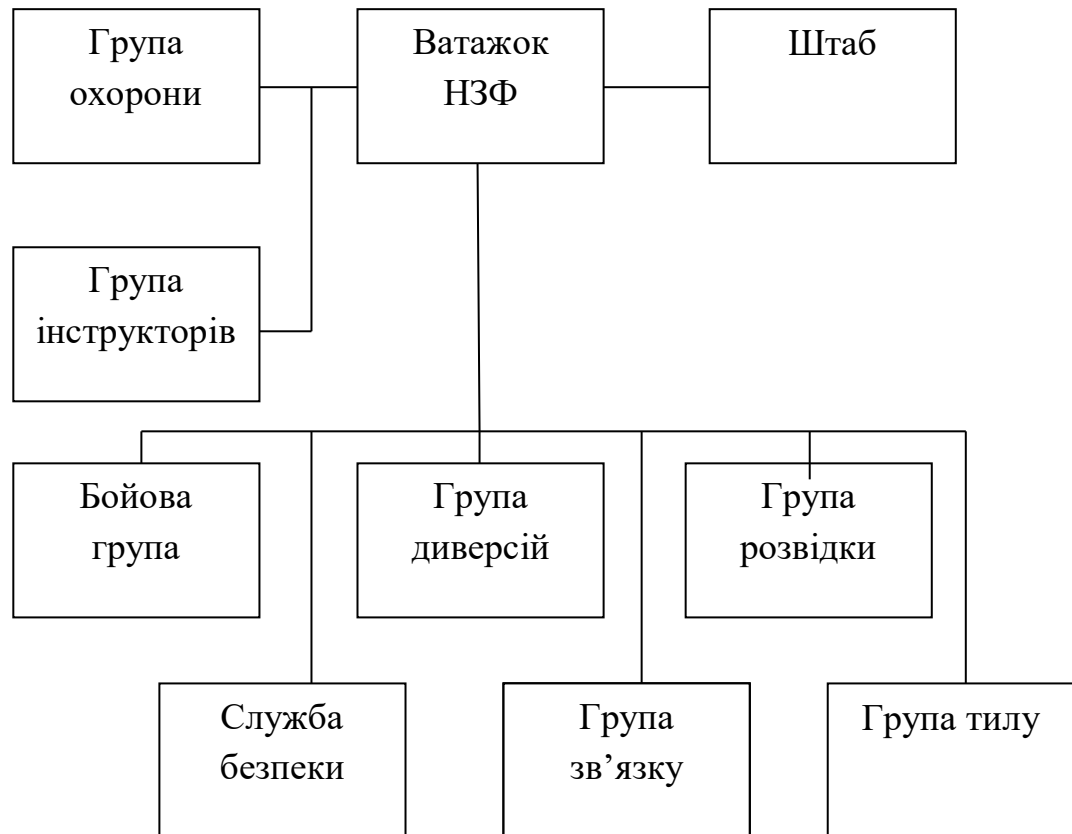 Група
охорони
Ватажок
НЗФ
Штаб
Група
інструкторів
Бойова
група
Група
диверсій
Група
розвідки
Служба
безпеки
Група
зв’язку
Група тилу